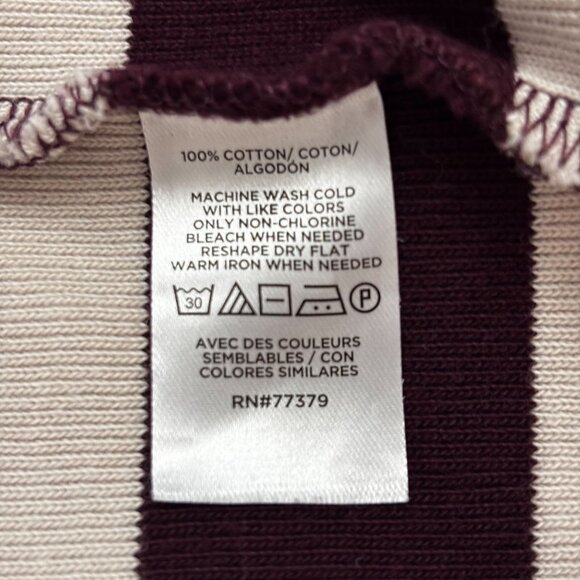 100% COTTON/ COTON/
ALGODÓN
MACHINE WASH COLD
WITH LIKE COLORS
ONLY NON-CHLORINE
BLEACH WHEN NEEDED
RESHAPE DRY FLAT
WARM IRON WHEN NEEDED
30 P
AVEC DES COULEURS
SEMBLABLES / CON
COLORES SIMILARES
RN#77379